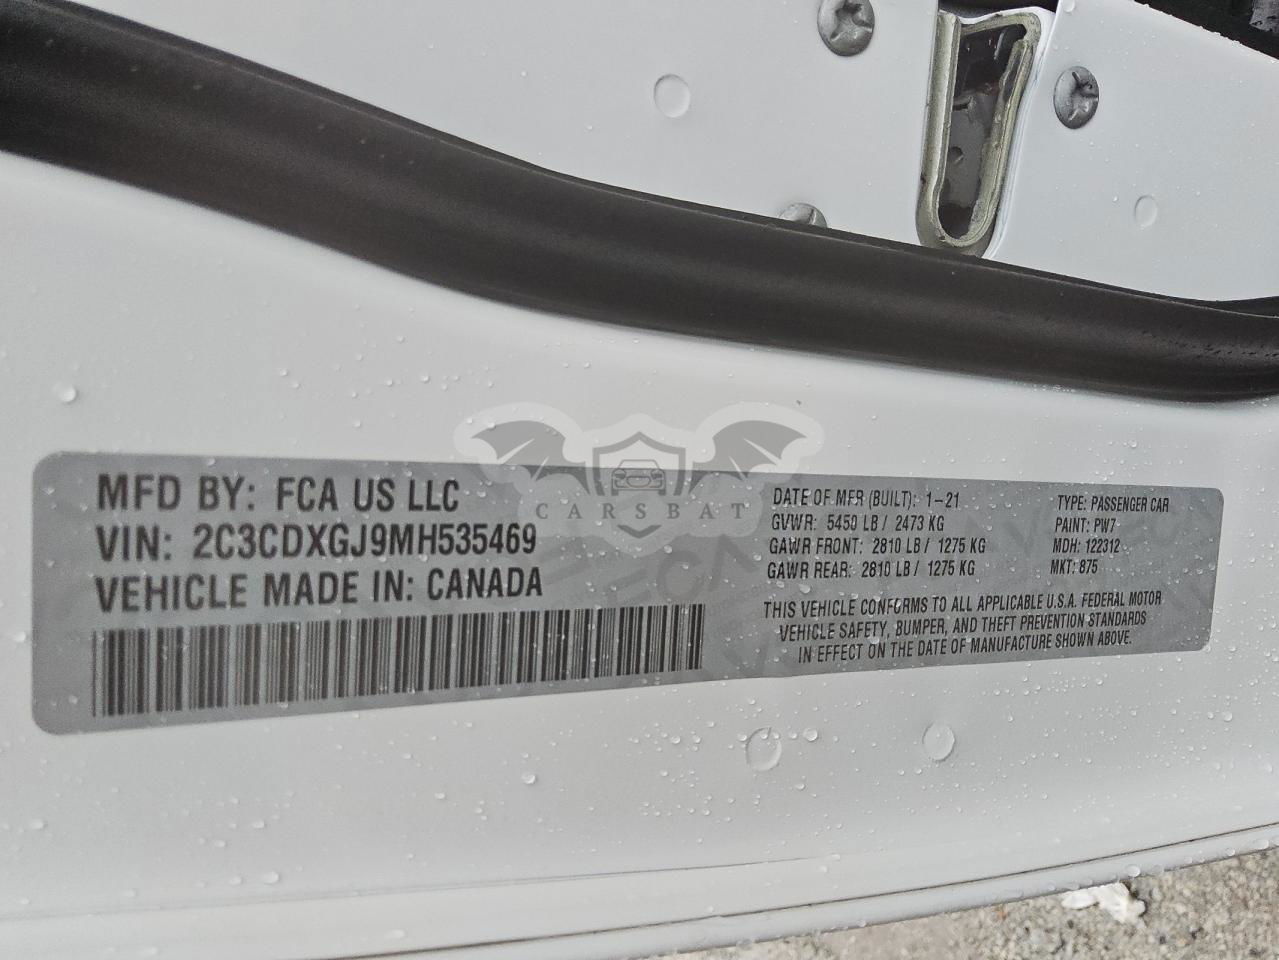 MFD BY: FCA US LLC
VIN: 2C3CDXGJ9MH535469
VEHICLE MADE IN: CANADA
CARSBAT
DATE OF MFR (BUILT): 1-21
GVWR: 5450 LB / 2473 KG
GAWR FRONT: 2810 LB / 1275 KG
GAWR REAR: 2810 LB / 1275 KG
TYPE: PASSENGER CAR
PAINT: PW7
MDH: 122312
MKT: 875
THIS VEHICLE CONFORMS TO ALL APPLICABLE U.S.A. FEDERAL MOTOR
VEHICLE SAFETY, BUMPER, AND THEFT PREVENTION STANDARDS
IN EFFECT ON THE DATE OF MANUFACTURE SHOWN ABOVE.